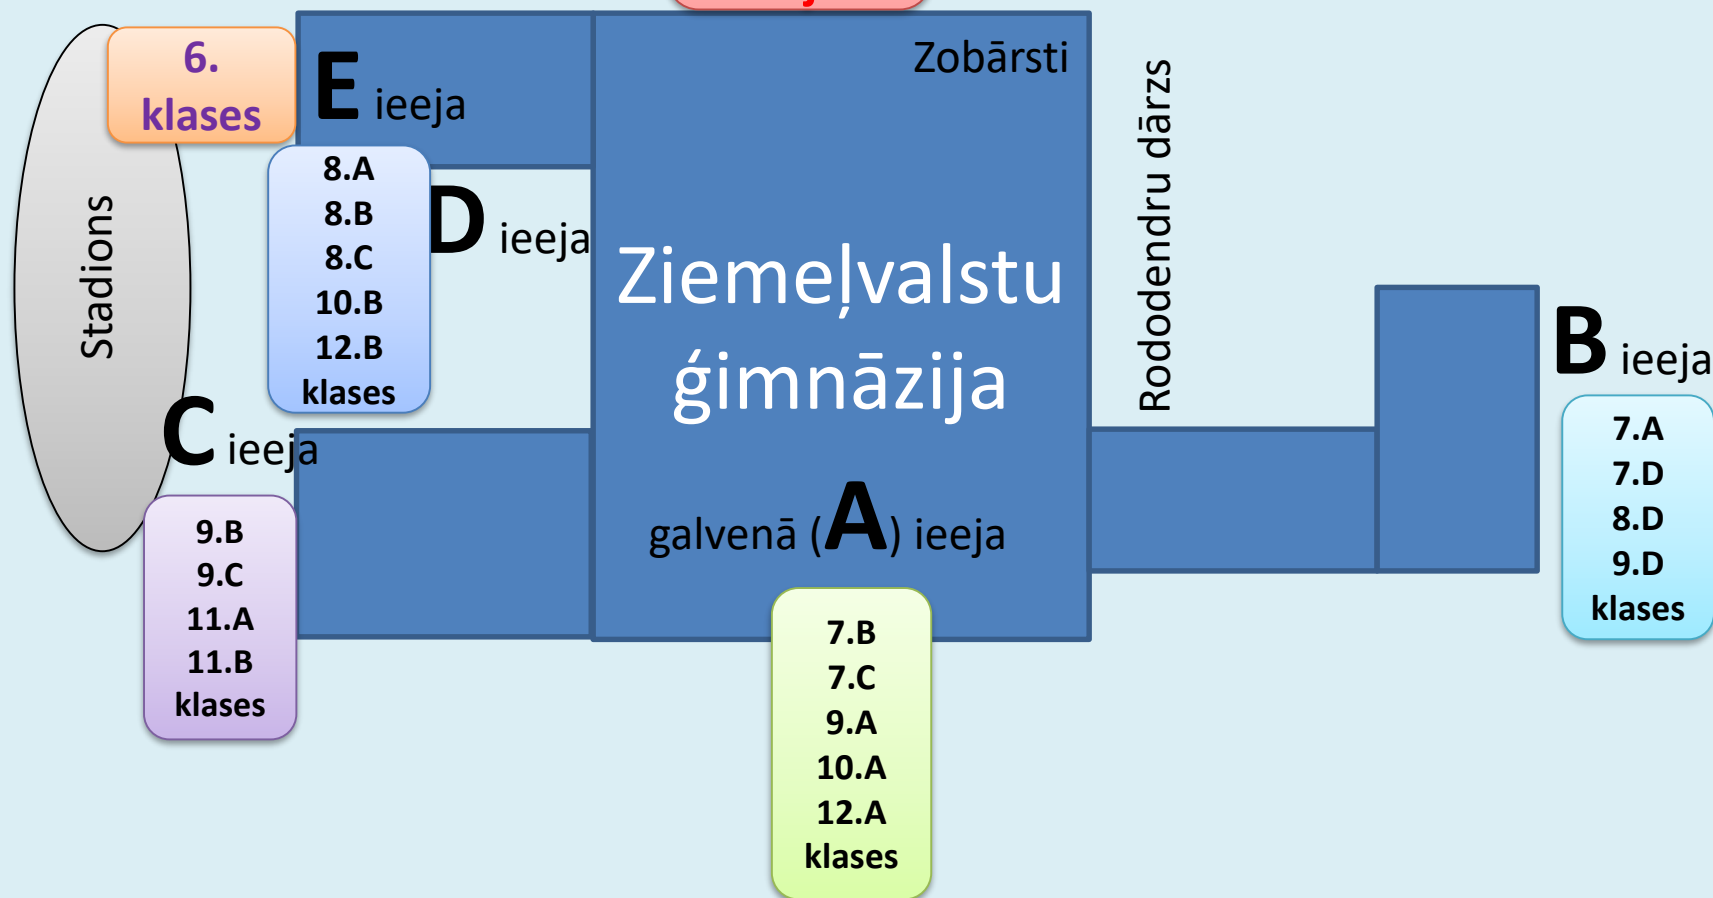 6.
klases
E ieeja
Zobārsti
8.A
8.B
8.C
10.B
12.B
klases
D ieeja
Stadions
Ziemeļvalstu
ģimnāzija
Rododendru dārzs
B ieeja
7.A
7.D
8.D
9.D
klases
C ieeja
9.B
9.C
11.A
11.B
klases
galvenā (A) ieeja
7.B
7.C
9.A
10.A
12.A
klases